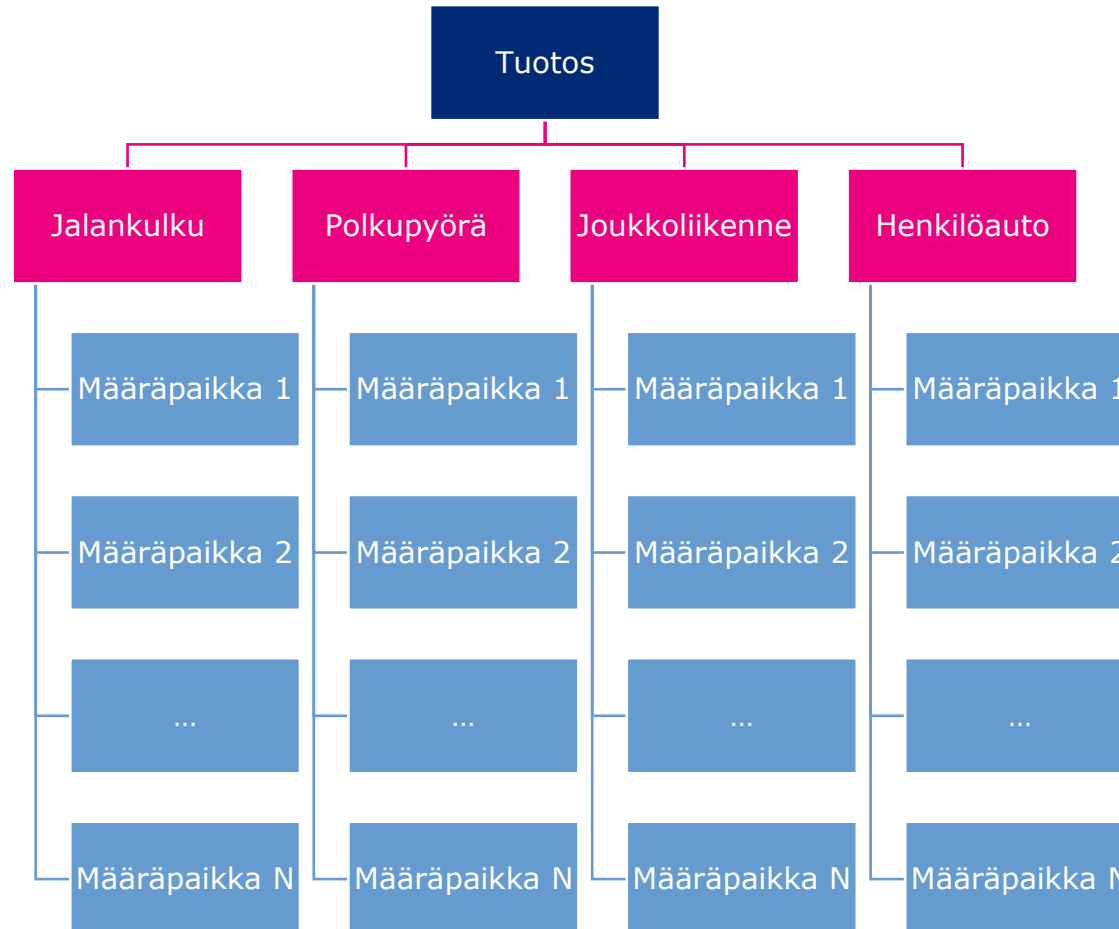 Tuotos
Jalankulku
Polkupyörä
Joukkoliikenne
Henkilöauto
Määräpaikka 1
Määräpaikka 1
Määräpaikka 1
Määräpaikka 1
Määräpaikka 2
Määräpaikka 2
Määräpaikka 2
Määräpaikka 2
...
...
...
...
Määräpaikka N
Määräpaikka N
Määräpaikka N
Määräpaikka N